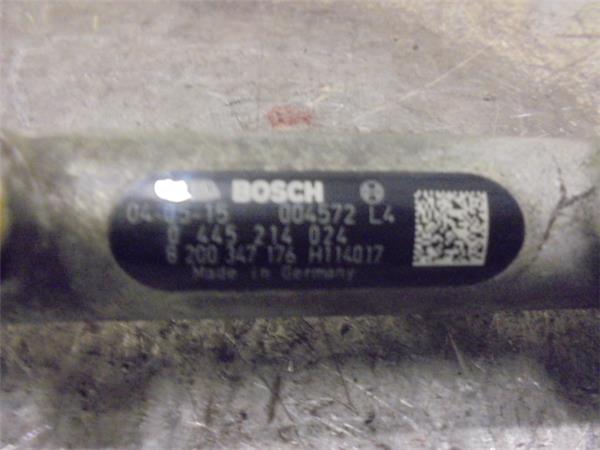 BOSCH
04-05-15 004572 L4
0 445 214 024
8 200 347 176 H114017
Made in Germany